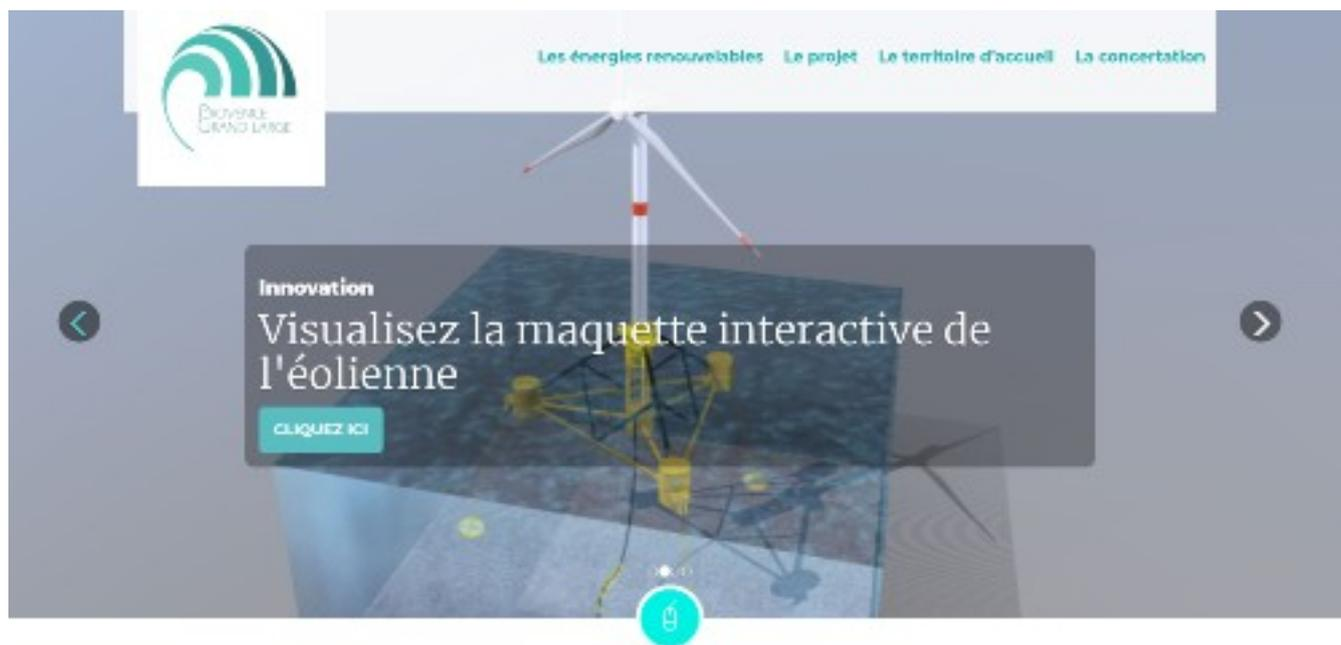 PROVENCE
GRAND LARGE
Les énergies renouvelables Le projet Le territoire d'accueil La concertation
Innovation
Visualisez la maquette interactive de
l'éolienne
CLIQUEZ ICI